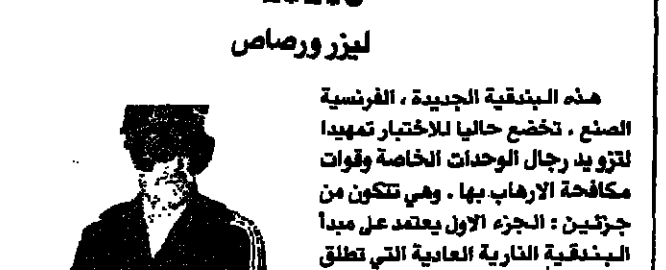 ليزر ورصاص
هذه البندقية الجديدة ، الفرنسية
الصنع ، تخضع حاليا للاختبار تمهيدا
لتزويد رجال الوحدات الخاصة وقوات
مكافحة الارهاب بها . وهي تتكون من
جزئين : الجزء الاول يعتمد على مبدأ
البندقية النارية العادية التي تطلق